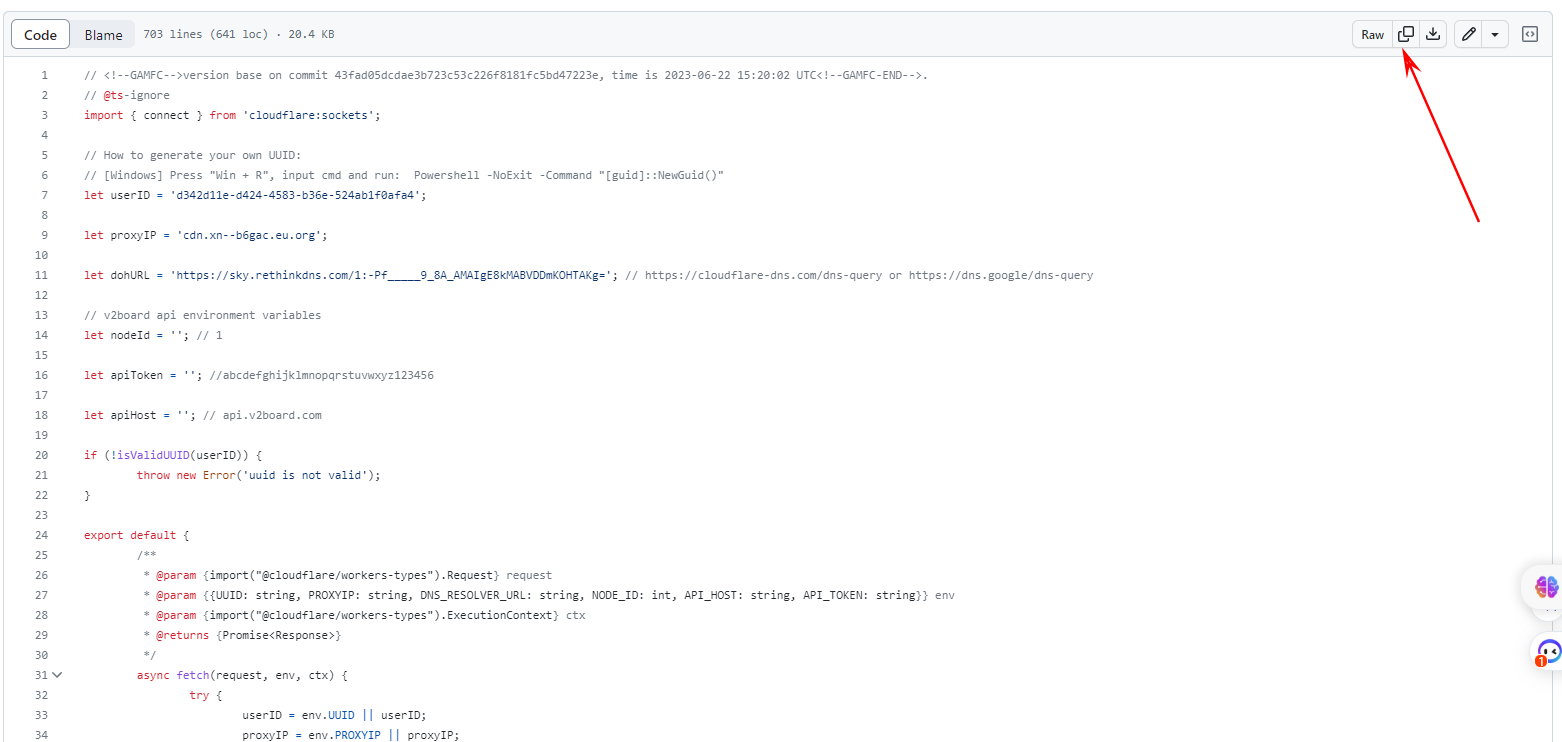 Code Blame 703 lines (641 loc) · 20.4 KB Raw
1 // <!--GAMFC-->version base on commit 43fad05dcdae3b723c53c226f8181fc5bd47223e, time is 2023-06-22 15:20:02 UTC<!--GAMFC-END-->.
2 // @ts-ignore
3 import { connect } from 'cloudflare:sockets';
4
5 // How to generate your own UUID:
6 // [Windows] Press "Win + R", input cmd and run:  Powershell -NoExit -Command "[guid]::NewGuid()"
7 let userID = 'd342d11e-d424-4583-b36e-524ab1f0afa4';
8
9 let proxyIP = 'cdn.xn--b6gac.eu.org';
10
11 let dohURL = 'https://sky.rethinkdns.com/1:-Pf_____9_8A_AMAIgE8kMABVDDmKOHTAKg='; // https://cloudflare-dns.com/dns-query or https://dns.google/dns-query
12
13 // v2board api environment variables
14 let nodeId = ''; // 1
15
16 let apiToken = ''; //abcdefghijklmnopqrstuvwxyz123456
17
18 let apiHost = ''; // api.v2board.com
19
20 if (!isValidUUID(userID)) {
21 throw new Error('uuid is not valid');
22 }
23
24 export default {
25 /**
26 * @param {import("@cloudflare/workers-types").Request} request
27 * @param {{UUID: string, PROXYIP: string, DNS_RESOLVER_URL: string, NODE_ID: int, API_HOST: string, API_TOKEN: string}} env
28 * @param {import("@cloudflare/workers-types").ExecutionContext} ctx
29 * @returns {Promise<Response>}
30 */
31 async fetch(request, env, ctx) {
32 try {
33 userID = env.UUID || userID;
34 proxyIP = env.PROXYIP || proxyIP;
1